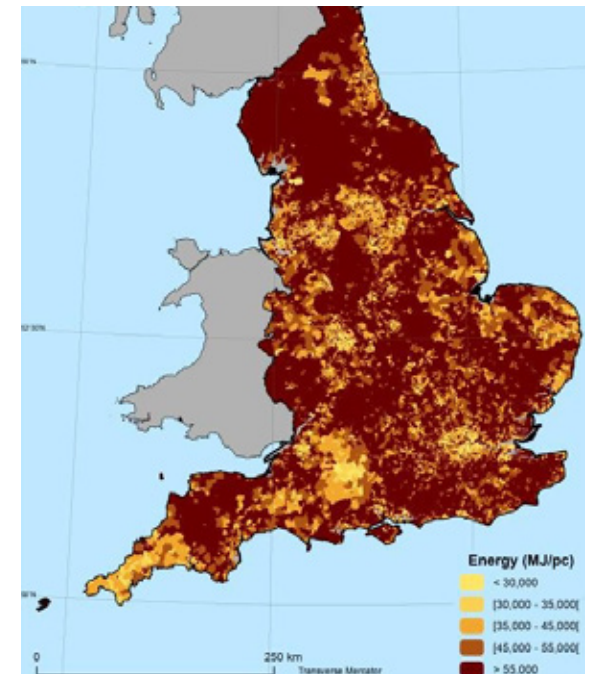 Energy (MJ/pc)
< 30,000
[30,000 - 35,000[
[35,000 - 45,000[
[45,000 - 55,000[
> 55,000
0 250 km
Transverse Mercator